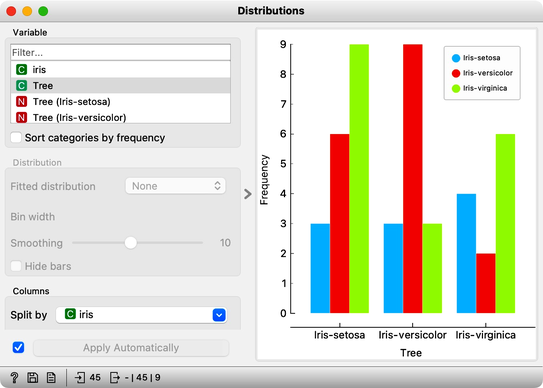 Distributions
Variable
Filter...
C iris
C Tree
N Tree (Iris-setosa)
N Tree (Iris-versicolor)
Sort categories by frequency
Distribution
Fitted distribution None
Bin width
Smoothing 10
Hide bars
Columns
Split by C iris
Apply Automatically
? 45 - | 45 | 9
Iris-setosa
Iris-versicolor
Iris-virginica
9
8
7
6
5
4
3
2
1
0
Frequency
Iris-setosa Iris-versicolor Iris-virginica
Tree